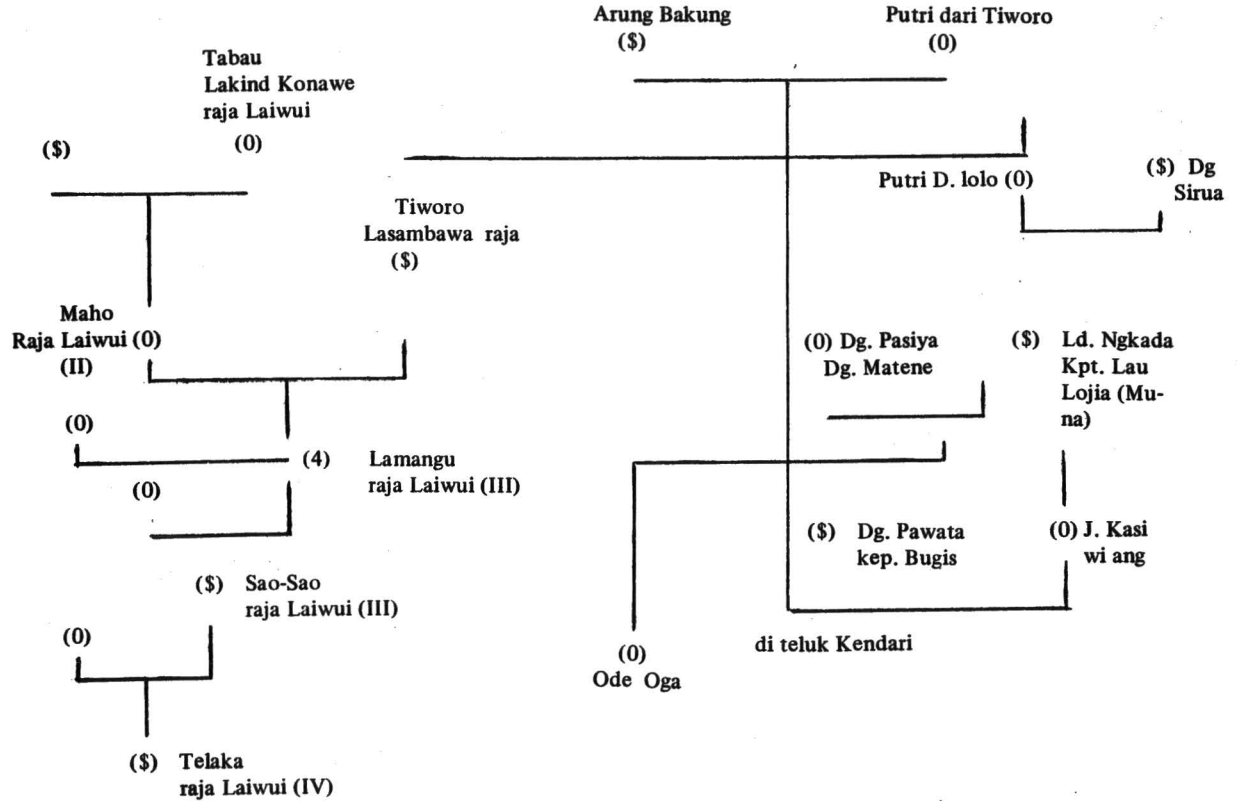 Arung Bakung
($)
Putri dari Tiworo
(0)
Tabau
Lakind Konawe
raja Laiwui
(0)
($)
Putri D. lolo (0)
($) Dg
Sirua
Tiworo
Lasambawa raja
($)
Maho
Raja Laiwui (0)
(II)
(0) Dg. Pasiya
Dg. Matene
($) Ld. Ngkada
Kpt. Lau
Lojia (Mu-
na)
(0)
(4) Lamangu
raja Laiwui (III)
(0)
($) Dg. Pawata
kep. Bugis
(0) J. Kasi
wi ang
($) Sao-Sao
raja Laiwui (III)
(0)
di teluk Kendari
(0)
Ode Oga
($) Telaka
raja Laiwui (IV)